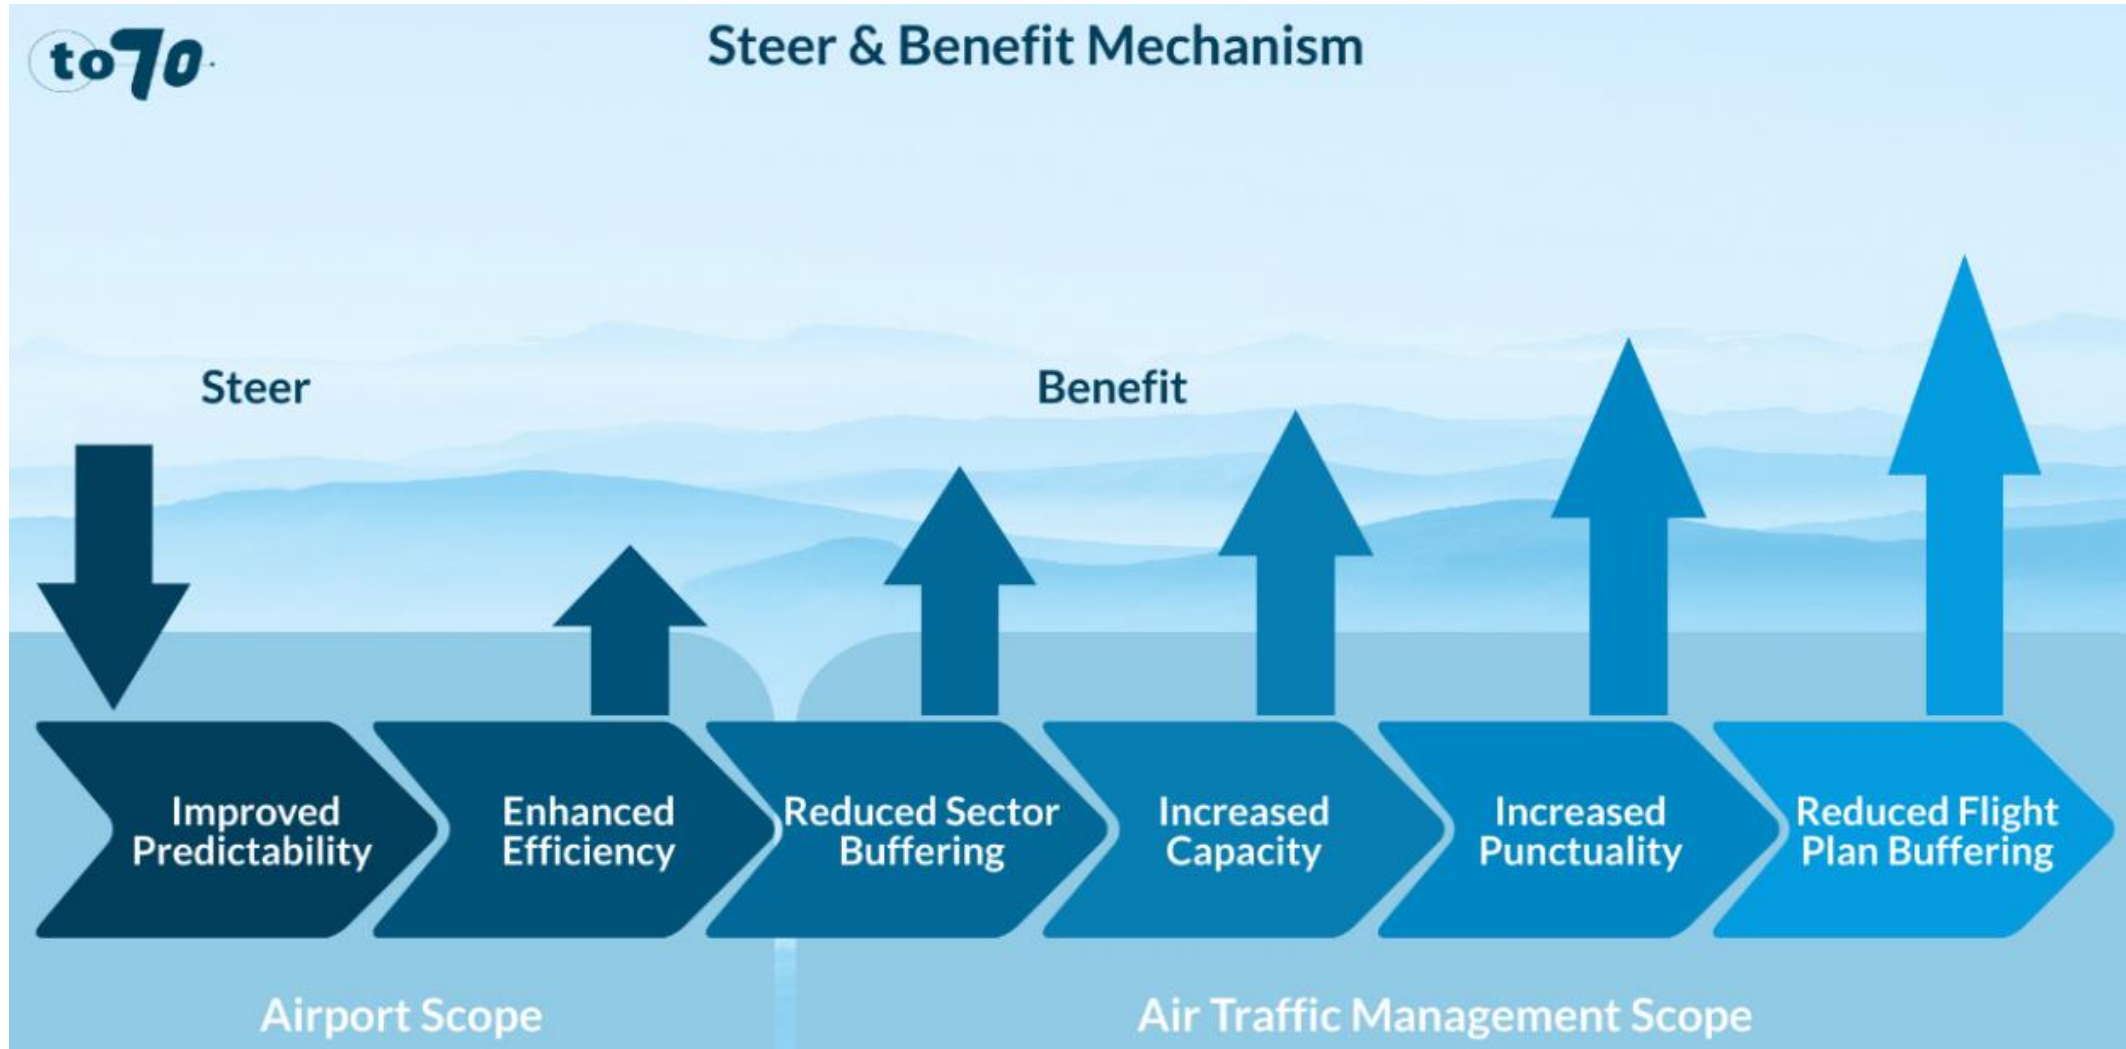 to70
Steer & Benefit Mechanism
Steer
Benefit
Improved
Predictability
Enhanced
Efficiency
Reduced Sector
Buffering
Increased
Capacity
Increased
Punctuality
Reduced Flight
Plan Buffering
Airport Scope
Air Traffic Management Scope